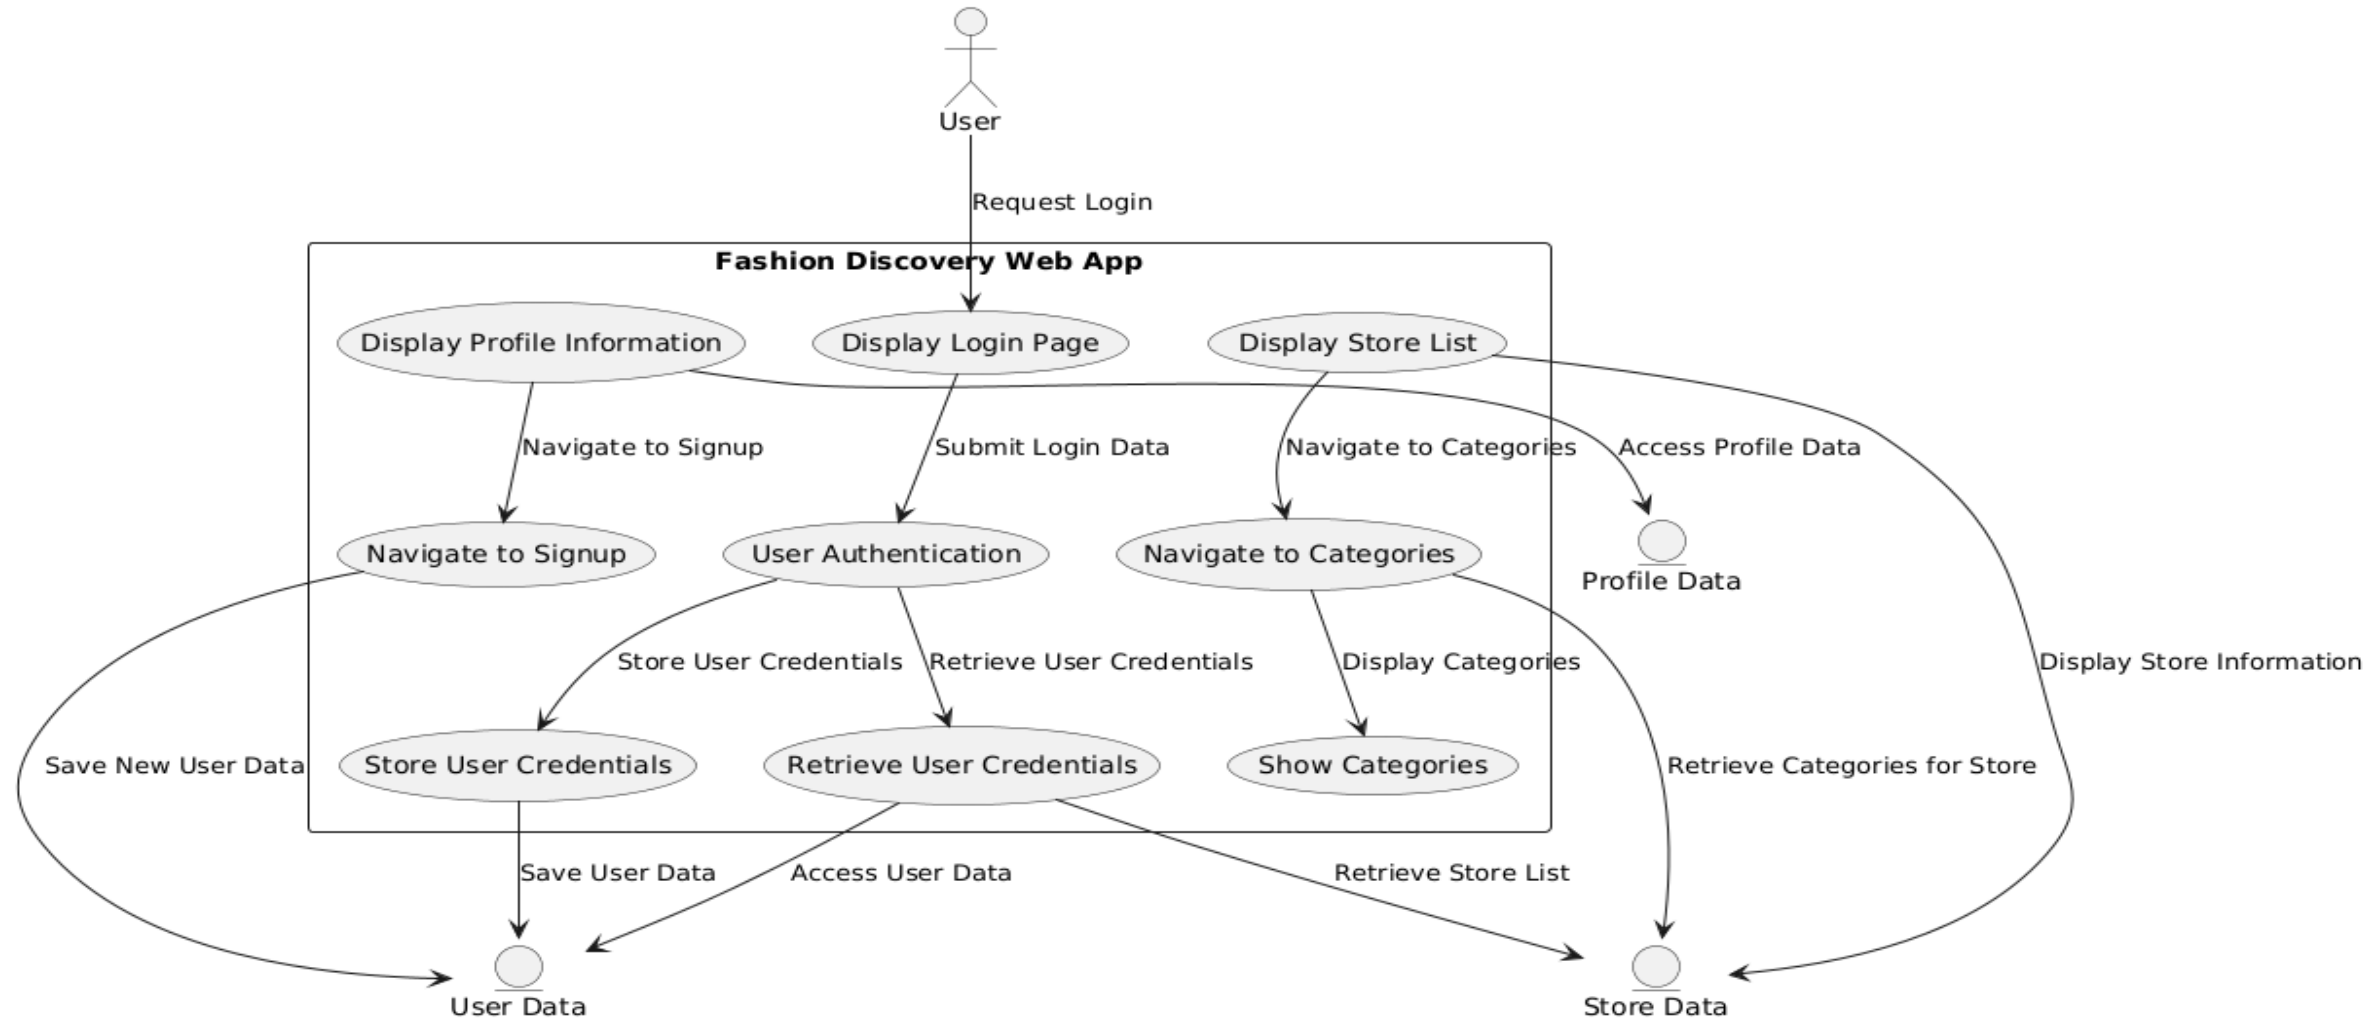 User
Request Login
Fashion Discovery Web App
Display Profile Information
Display Login Page
Display Store List
Navigate to Signup
Submit Login Data
Navigate to Categories
Access Profile Data
Navigate to Signup
User Authentication
Navigate to Categories
Profile Data
Store User Credentials
Retrieve User Credentials
Display Categories
Display Store Information
Save New User Data
Store User Credentials
Retrieve User Credentials
Show Categories
Retrieve Categories for Store
Save User Data
Access User Data
Retrieve Store List
User Data
Store Data